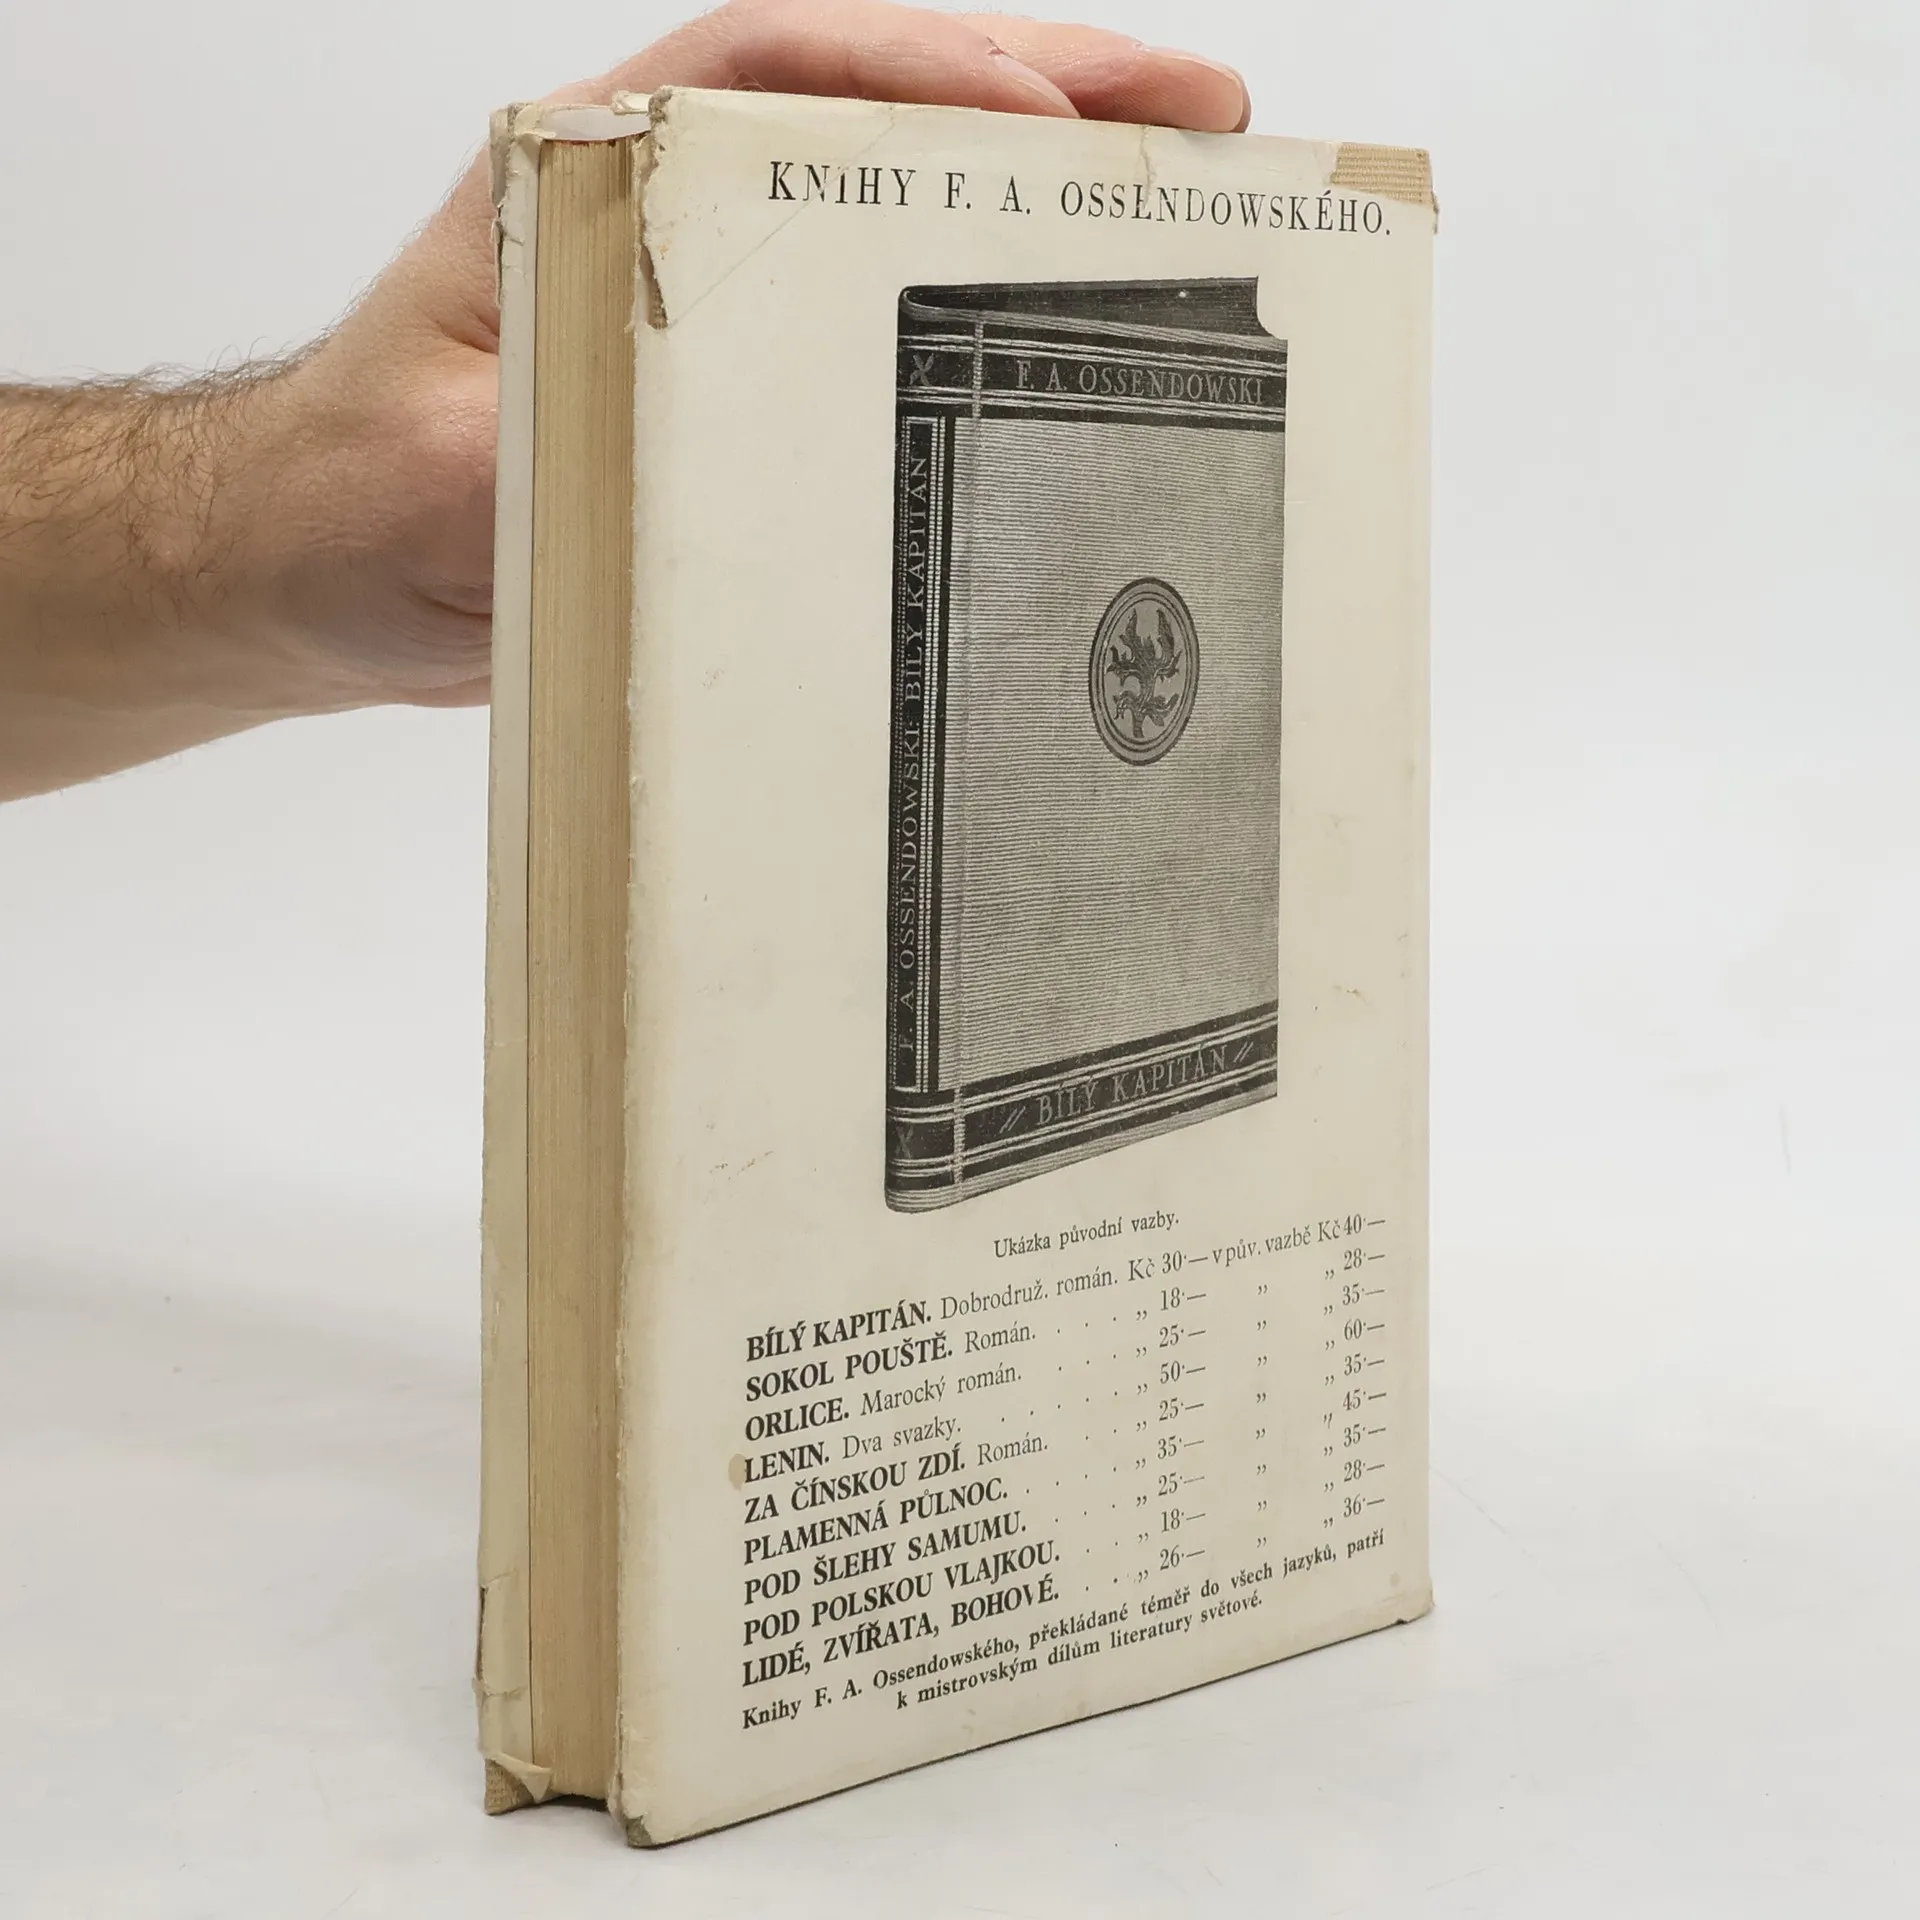 KNIHY F. A. OSSENDOWSKÉHO.
F. A. OSSENDOWSKI
F. A. OSSENDOWSKI: BÍLÝ KAPITÁN
// BÍLÝ KAPITÁN //
Ukázka původní vazby.
BÍLÝ KAPITÁN. Dobrodruž. román. Kč 30·— v pův. vazbě Kč 40·—
SOKOL POUŠTĚ. Román. . . . „ 18·— „ „ 28·—
ORLICE. Marocký román. . . . „ 25·— „ „ 35·—
LENIN. Dva svazky. . . . . . „ 50·— „ „ 60·—
ZA ČÍNSKOU ZDÍ. Román. . . „ 25·— „ „ 35·—
PLAMENNÁ PŮLNOC. . . . . „ 35·— „ „ 45·—
POD ŠLEHY SAMUMU. . . . „ 25·— „ „ 35·—
POD POLSKOU VLAJKOU. . . „ 18·— „ „ 28·—
LIDÉ, ZVÍŘATA, BOHOVÉ. . . „ 26·— „ „ 36·—
Knihy F. A. Ossendowského, překládané téměř do všech jazyků, patří
k mistrovským dílům literatury světové.